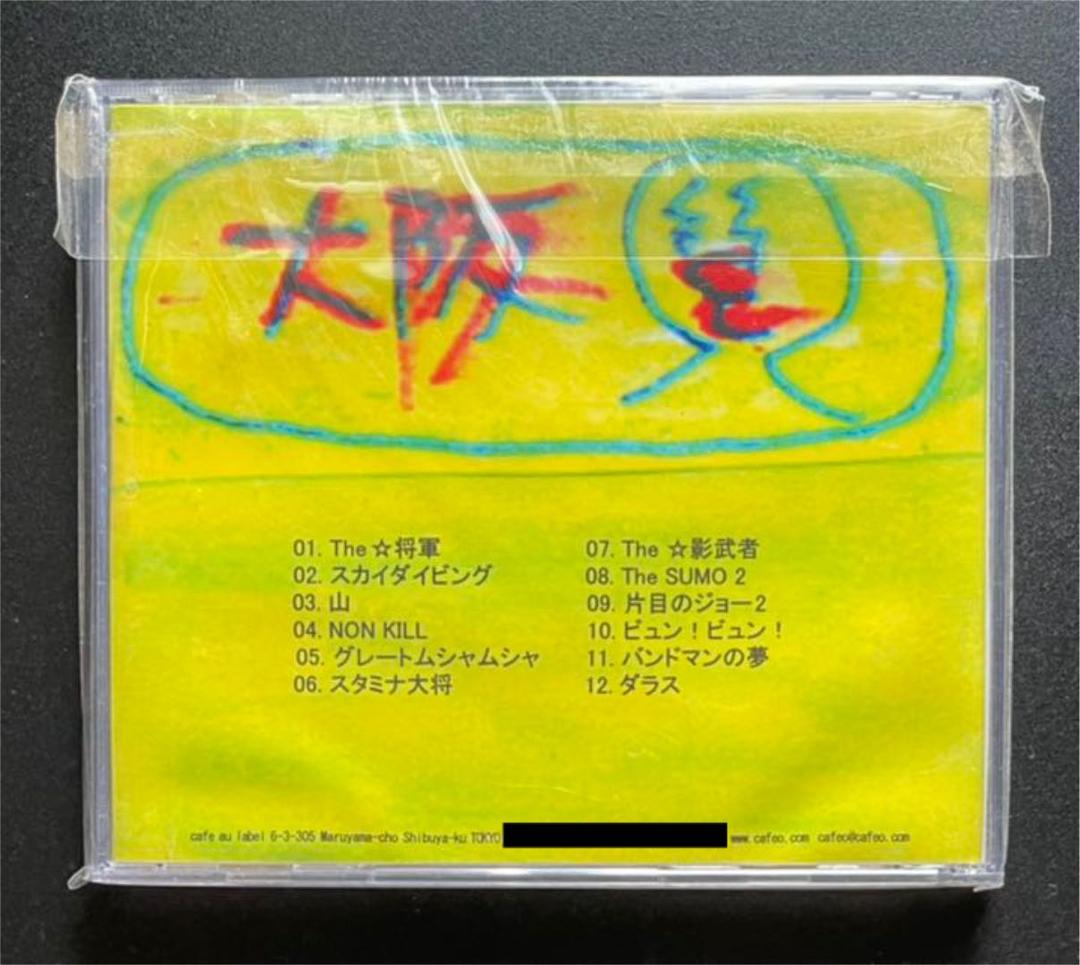 大阪
01. The☆将軍
02. スカイダイビング
03. 山
04. NON KILL
05. グレートムシャムシャ
06. スタミナ大将
07. The ☆影武者
08. The SUMO 2
09. 片目のジョー2
10. ビュン！ビュン！
11. バンドマンの夢
12. ダラス
cafe au label 6-3-305 Maruyama-cho Shibuya-ku TOKYO www.cafeo.com cafeo@cafeo.com